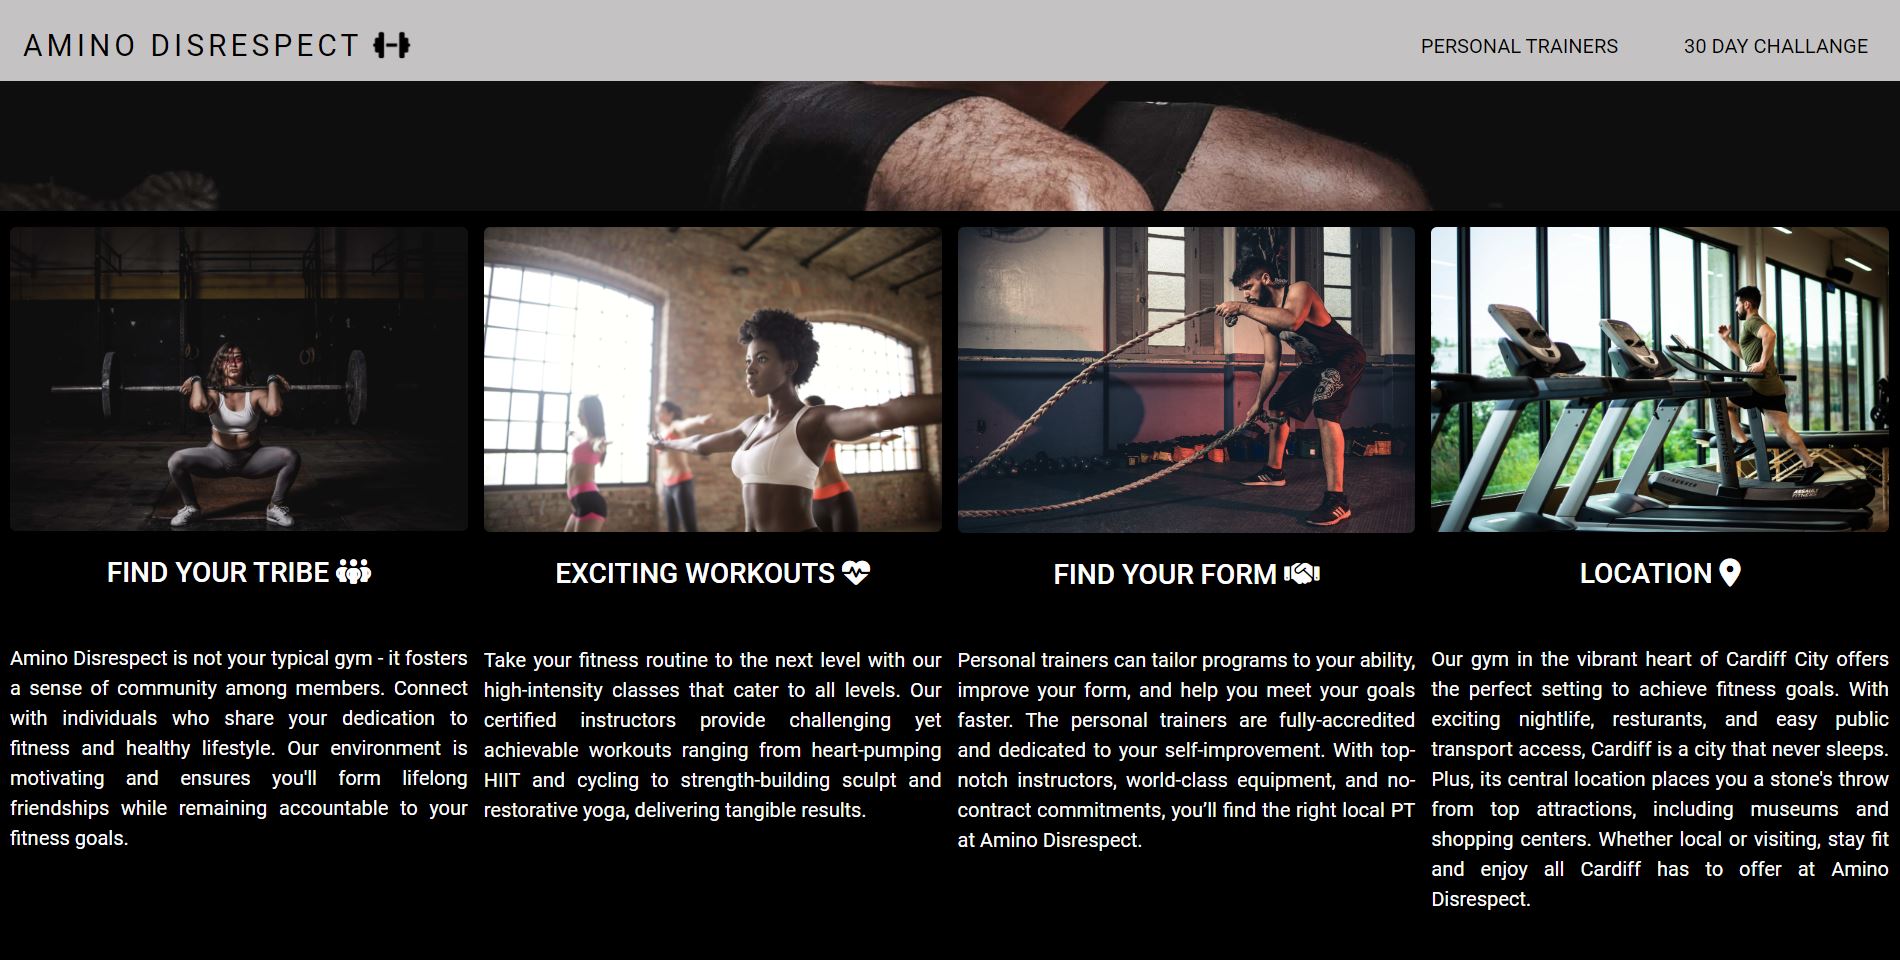 AMINO DISRESPECT
PERSONAL TRAINERS
30 DAY CHALLANGE
FIND YOUR TRIBE
Amino Disrespect is not your typical gym - it fosters
a sense of community among members. Connect
with individuals who share your dedication to
fitness and healthy lifestyle. Our environment is
motivating and ensures you'll form lifelong
friendships while remaining accountable to your
fitness goals.
EXCITING WORKOUTS
Take your fitness routine to the next level with our
high-intensity classes that cater to all levels. Our
certified instructors provide challenging yet
achievable workouts ranging from heart-pumping
HIIT and cycling to strength-building sculpt and
restorative yoga, delivering tangible results.
FIND YOUR FORM
Personal trainers can tailor programs to your ability,
improve your form, and help you meet your goals
faster. The personal trainers are fully-accredited
and dedicated to your self-improvement. With top-
notch instructors, world-class equipment, and no-
contract commitments, you’ll find the right local PT
at Amino Disrespect.
ASSAULT
FITNESS
LOCATION
Our gym in the vibrant heart of Cardiff City offers
the perfect setting to achieve fitness goals. With
exciting nightlife, resturants, and easy public
transport access, Cardiff is a city that never sleeps.
Plus, its central location places you a stone's throw
from top attractions, including museums and
shopping centers. Whether local or visiting, stay fit
and enjoy all Cardiff has to offer at Amino
Disrespect.